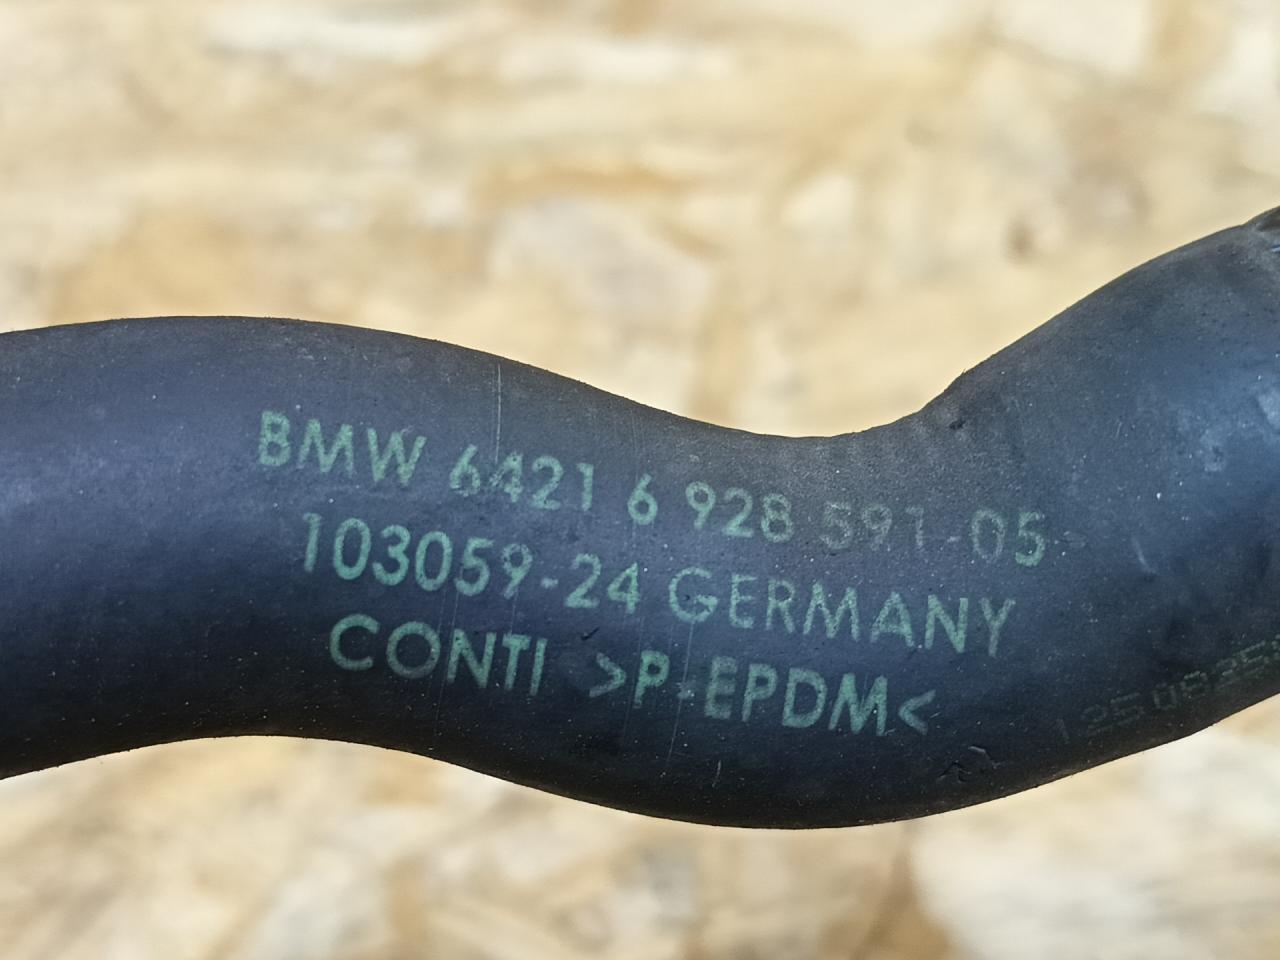 BMW 6421 6 928 591-05
103059-24 GERMANY
CONTI >P-EPDM<